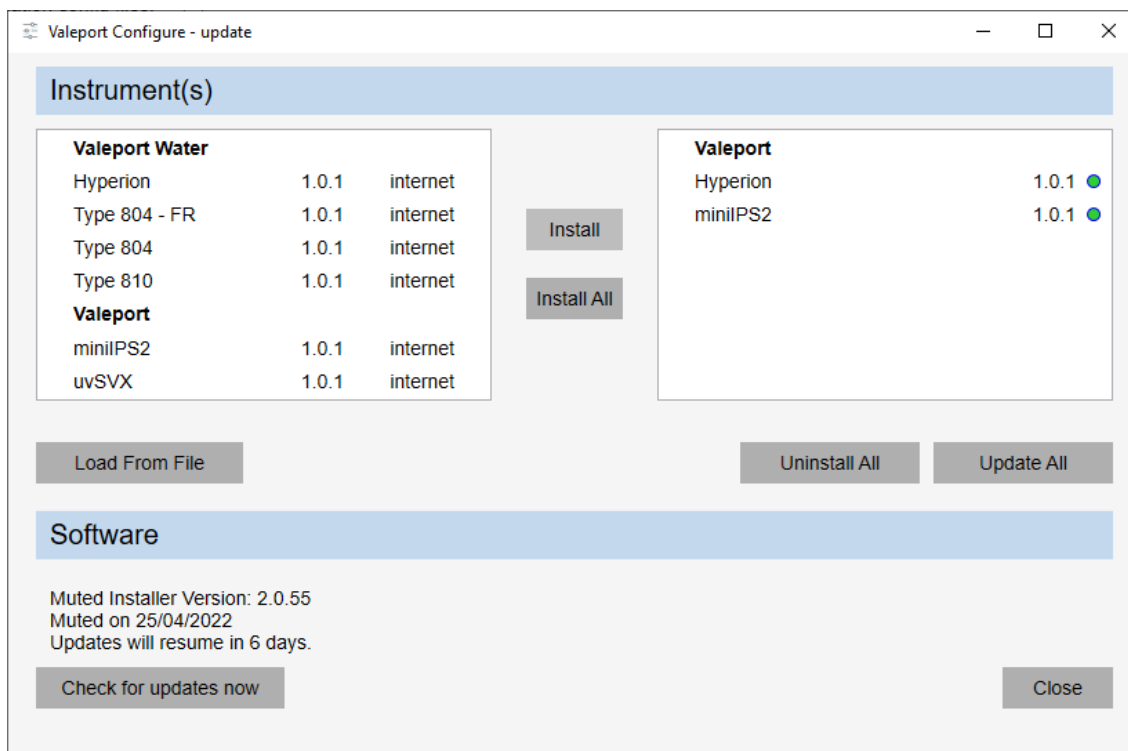 Valeport Configure - update
Instrument(s)
Valeport Water
Hyperion 1.0.1 internet
Type 804 - FR 1.0.1 internet
Type 804 1.0.1 internet
Type 810 1.0.1 internet
Valeport
miniIPS2 1.0.1 internet
uvSVX 1.0.1 internet
Install
Install All
Valeport
Hyperion 1.0.1
miniIPS2 1.0.1
Load From File
Uninstall All
Update All
Software
Muted Installer Version: 2.0.55
Muted on 25/04/2022
Updates will resume in 6 days.
Check for updates now
Close